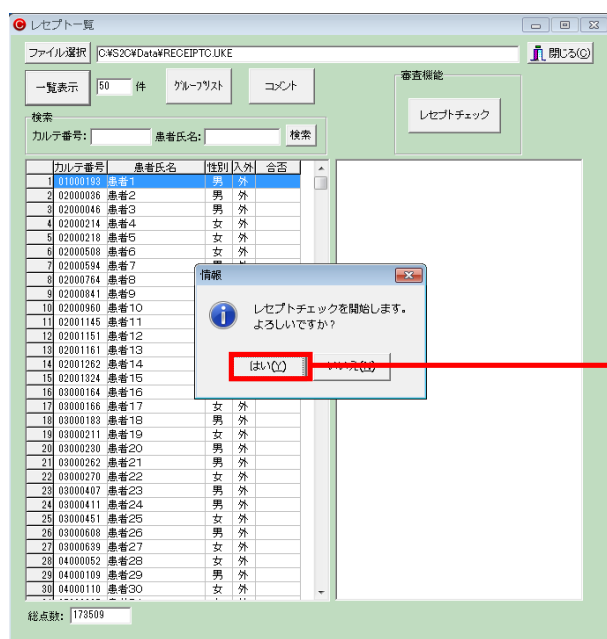 レセプト一覧
ファイル選択 C:¥S2C¥Data¥RECEIPTC.UKE 閉じる(C)
一覧表示 50 件 ｸﾞﾙｰﾌﾟﾘｽﾄ ｺﾒﾝﾄ
審査機能
レセプトチェック
検索
カルテ番号: 患者氏名: 検索
カルテ番号 患者氏名 性別 入外 合否
1 01000193 患者1 男 外
2 02000036 患者2 男 外
3 02000046 患者3 男 外
4 02000214 患者4 女 外
5 02000218 患者5 女 外
6 02000508 患者6 女 外
7 02000594 患者7
8 02000764 患者8
9 02000841 患者9
10 02000960 患者10
11 02001145 患者11
12 02001151 患者12
13 02001161 患者13
14 02001262 患者14
15 02001324 患者15
16 03000164 患者16
17 03000166 患者17 女 外
18 03000183 患者18 男 外
19 03000211 患者19 女 外
20 03000230 患者20 男 外
21 03000262 患者21 男 外
22 03000270 患者22 女 外
23 03000407 患者23 男 外
24 03000411 患者24 男 外
25 03000451 患者25 女 外
26 03000608 患者26 男 外
27 03000639 患者27 女 外
28 04000052 患者28 女 外
29 04000109 患者29 男 外
30 04000110 患者30 女 外
情報
レセプトチェックを開始します。
よろしいですか?
はい(Y) いいえ(N)
総点数: 173509